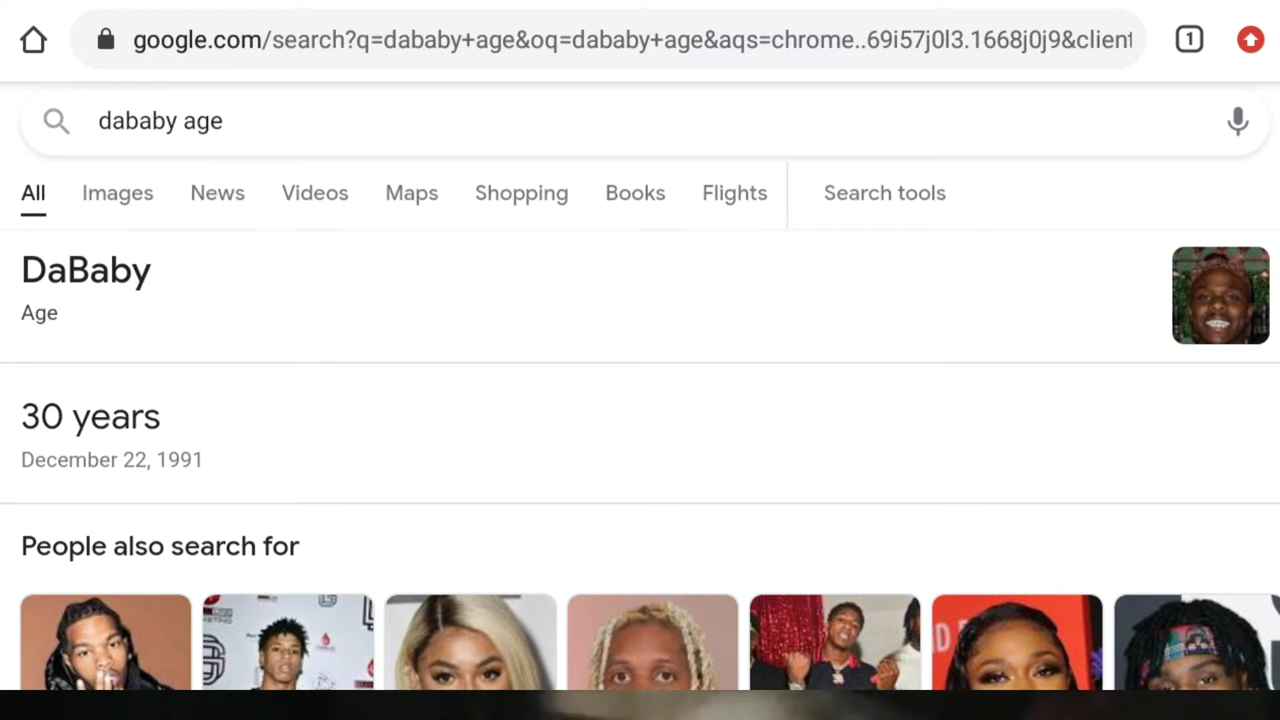 google.com/search?q=dababy+age&oq=dababy+age&aqs=chrome..69i57j0l3.1668j0j9&client
1
dababy age
All Images News Videos Maps Shopping Books Flights Search tools
DaBaby
Age
30 years
December 22, 1991
People also search for